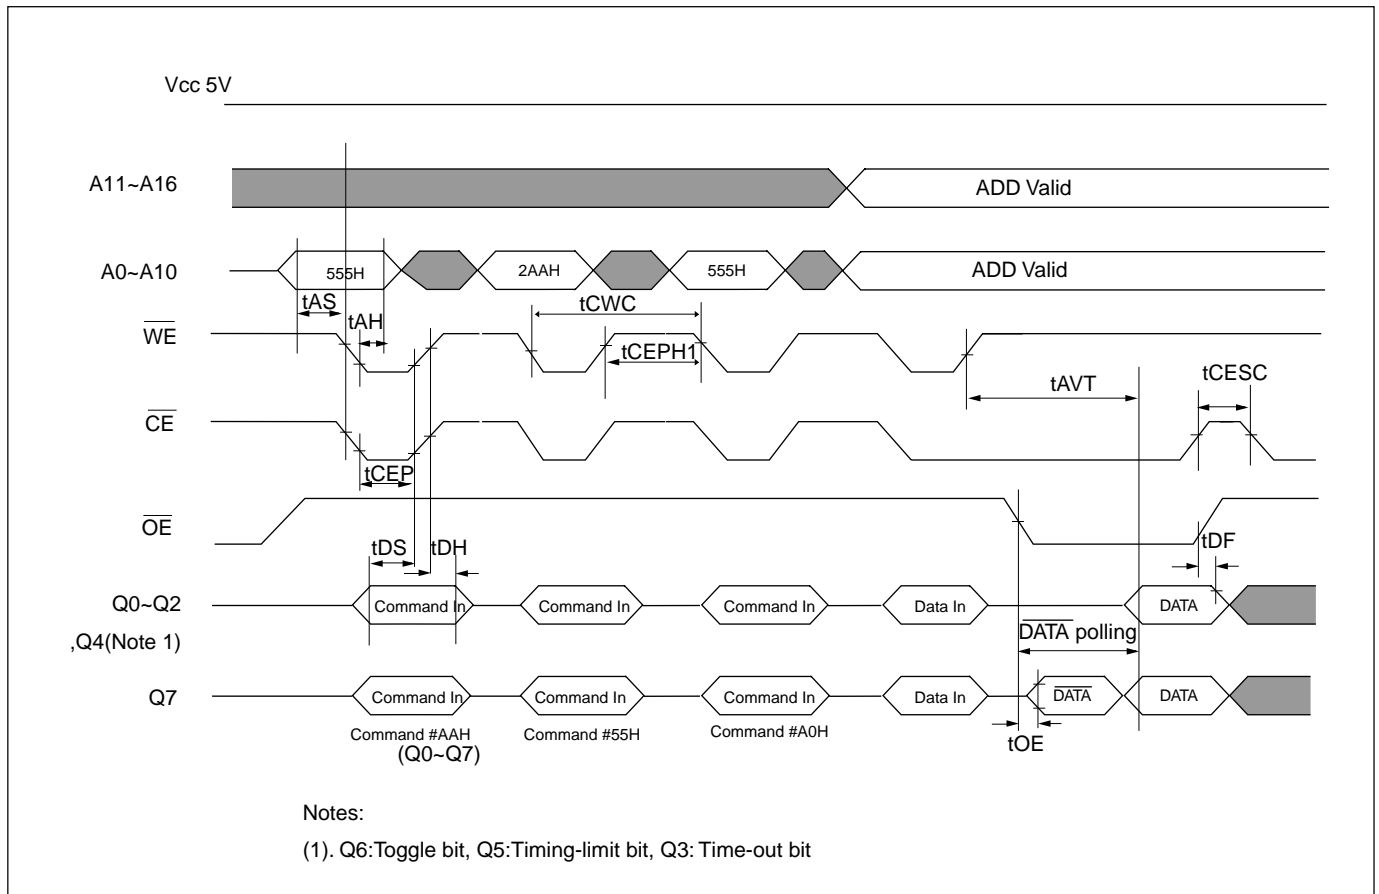 Vcc 5V
A11~A16
ADD Valid
A0~A10
555H
2AAH
555H
ADD Valid
tAS
tCWC
tAH
WE
tCEPH1
tAVT
tCESC
CE
tCEP
OE
tDS
tDH
tDF
Q0~Q2
Command In
Command In
Command In
Data In
DATA
,Q4(Note 1)
DATA polling
Q7
Command In
Command In
Command In
Data In
DATA
DATA
Command #AAH
Command #55H
Command #A0H
(Q0~Q7)
tOE
Notes:
(1). Q6:Toggle bit, Q5:Timing-limit bit, Q3: Time-out bit